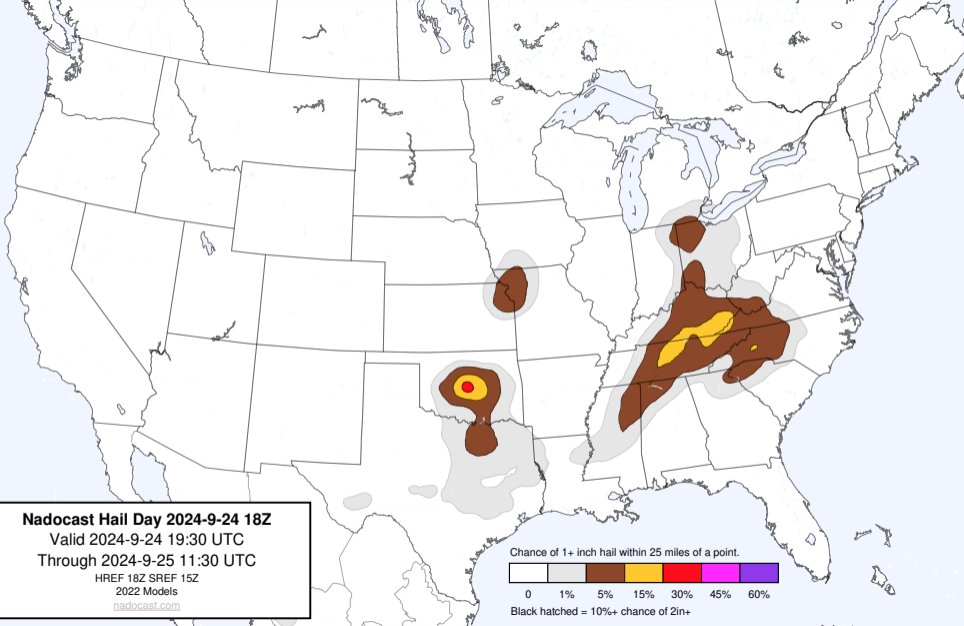 Nadocast Hail Day 2024-9-24 18Z
Valid 2024-9-24 19:30 UTC
Through 2024-9-25 11:30 UTC
HREF 18Z SREF 15Z
2022 Models
nadocast.com
Chance of 1+ inch hail within 25 miles of a point.
0 1% 5% 15% 30% 45% 60%
Black hatched = 10%+ chance of 2in+